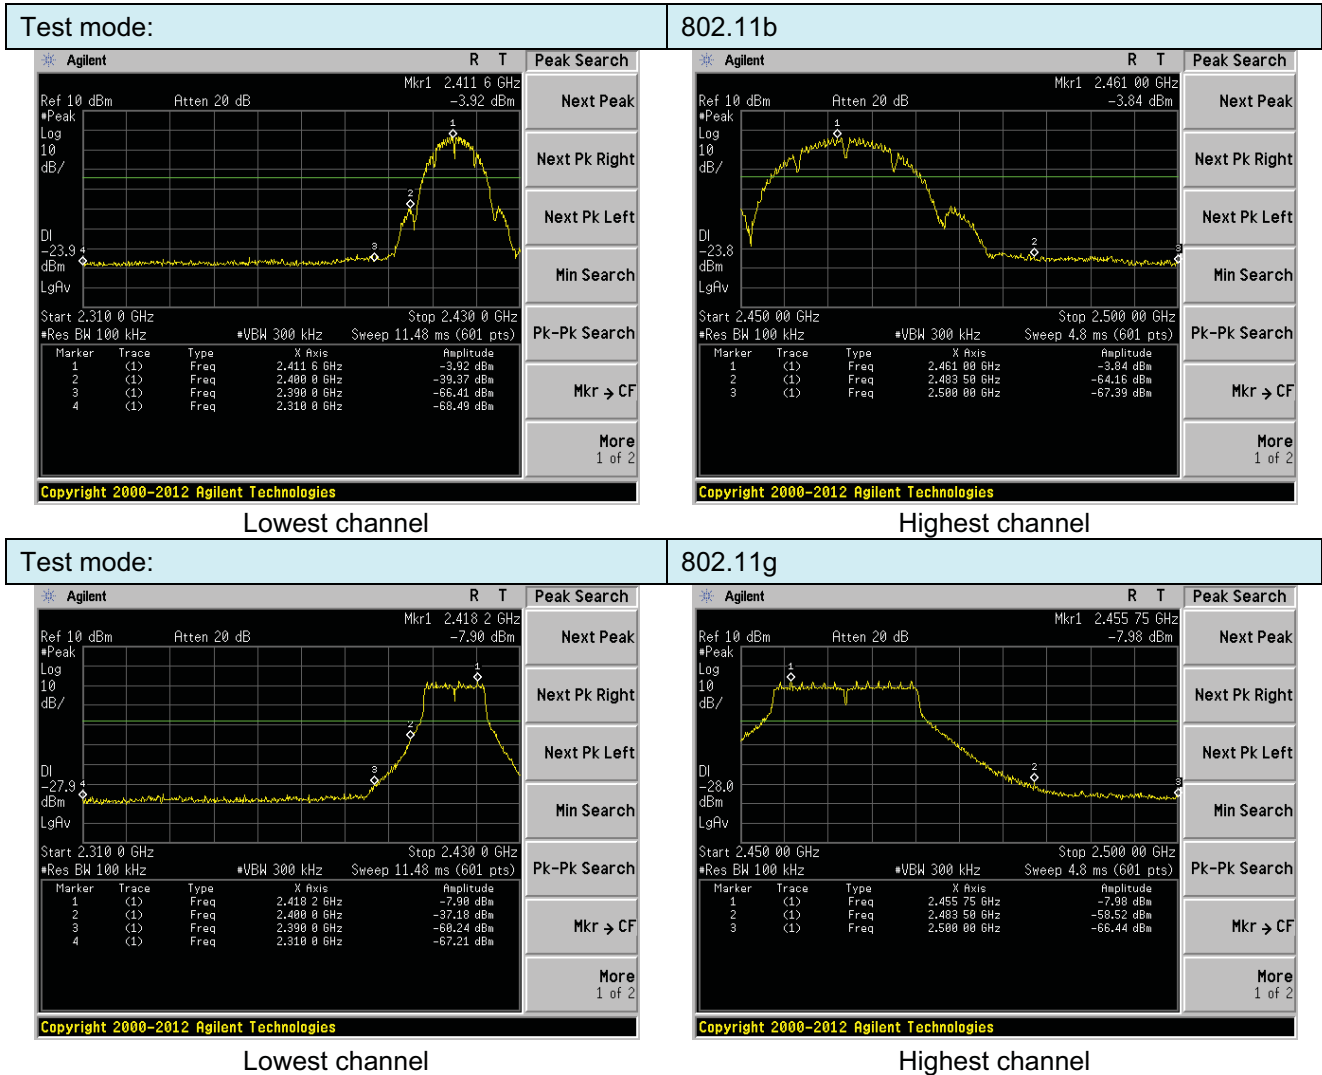 Test mode: 802.11b
Agilent R T Peak Search
Mkr1 2.411 6 GHz
Ref 10 dBm Atten 20 dB -3.92 dBm
#Peak
Log
10
dB/
1
2
3
4
DI
-23.9
dBm
LgAv
Start 2.310 0 GHz Stop 2.430 0 GHz
#Res BW 100 kHz #VBW 300 kHz Sweep 11.48 ms (601 pts)
Marker Trace Type X Axis Amplitude
1 (1) Freq 2.411 6 GHz -3.92 dBm
2 (1) Freq 2.400 0 GHz -39.37 dBm
3 (1) Freq 2.390 0 GHz -66.41 dBm
4 (1) Freq 2.310 0 GHz -68.49 dBm
Next Peak
Next Pk Right
Next Pk Left
Min Search
Pk-Pk Search
Mkr → CF
More
1 of 2
Copyright 2000-2012 Agilent Technologies
Lowest channel
Agilent R T Peak Search
Mkr1 2.461 00 GHz
Ref 10 dBm Atten 20 dB -3.84 dBm
#Peak
Log
10
dB/
1
2
3
DI
-23.8
dBm
LgAv
Start 2.450 00 GHz Stop 2.500 00 GHz
#Res BW 100 kHz #VBW 300 kHz Sweep 4.8 ms (601 pts)
Marker Trace Type X Axis Amplitude
1 (1) Freq 2.461 00 GHz -3.84 dBm
2 (1) Freq 2.483 50 GHz -64.16 dBm
3 (1) Freq 2.500 00 GHz -67.39 dBm
Next Peak
Next Pk Right
Next Pk Left
Min Search
Pk-Pk Search
Mkr → CF
More
1 of 2
Copyright 2000-2012 Agilent Technologies
Highest channel
Test mode: 802.11g
Agilent R T Peak Search
Mkr1 2.418 2 GHz
Ref 10 dBm Atten 20 dB -7.90 dBm
#Peak
Log
10
dB/
1
2
3
4
DI
-27.9
dBm
LgAv
Start 2.310 0 GHz Stop 2.430 0 GHz
#Res BW 100 kHz #VBW 300 kHz Sweep 11.48 ms (601 pts)
Marker Trace Type X Axis Amplitude
1 (1) Freq 2.418 2 GHz -7.90 dBm
2 (1) Freq 2.400 0 GHz -37.18 dBm
3 (1) Freq 2.390 0 GHz -60.24 dBm
4 (1) Freq 2.310 0 GHz -67.21 dBm
Next Peak
Next Pk Right
Next Pk Left
Min Search
Pk-Pk Search
Mkr → CF
More
1 of 2
Copyright 2000-2012 Agilent Technologies
Lowest channel
Agilent R T Peak Search
Mkr1 2.455 75 GHz
Ref 10 dBm Atten 20 dB -7.98 dBm
#Peak
Log
10
dB/
1
2
3
DI
-28.0
dBm
LgAv
Start 2.450 00 GHz Stop 2.500 00 GHz
#Res BW 100 kHz #VBW 300 kHz Sweep 4.8 ms (601 pts)
Marker Trace Type X Axis Amplitude
1 (1) Freq 2.455 75 GHz -7.98 dBm
2 (1) Freq 2.483 50 GHz -58.52 dBm
3 (1) Freq 2.500 00 GHz -66.44 dBm
Next Peak
Next Pk Right
Next Pk Left
Min Search
Pk-Pk Search
Mkr → CF
More
1 of 2
Copyright 2000-2012 Agilent Technologies
Highest channel